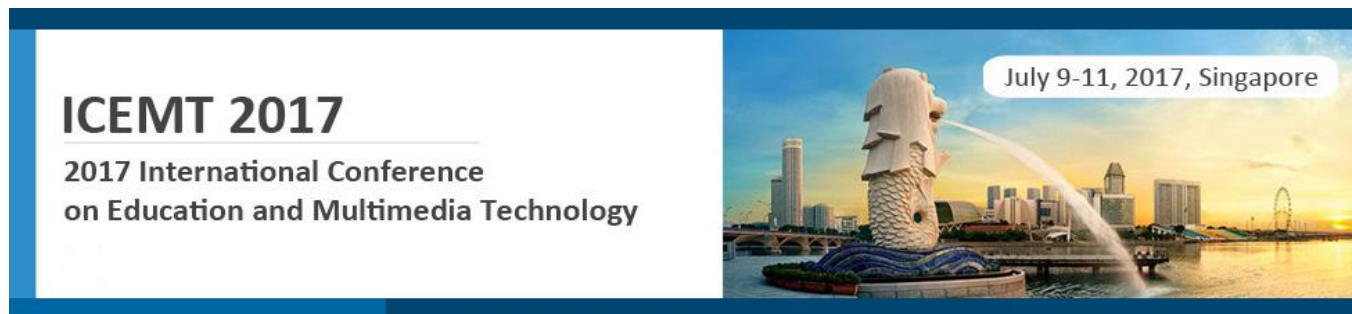 ICEMT 2017
2017 International Conference
on Education and Multimedia Technology
July 9-11, 2017, Singapore